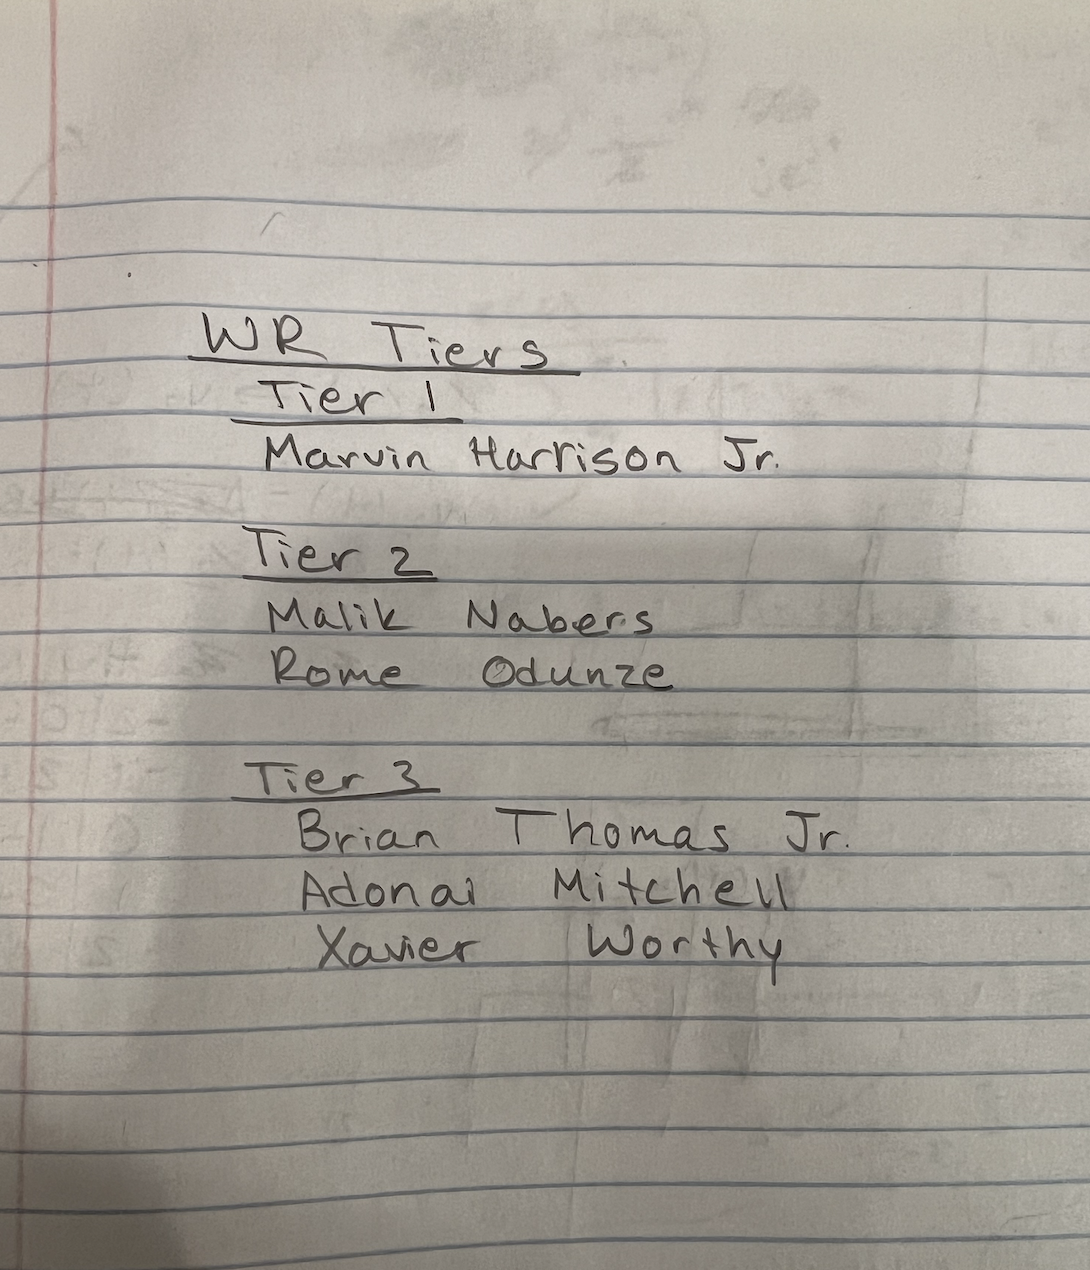 WR Tiers
Tier 1
Marvin Harrison Jr.
Tier 2
Malik Nabers
Rome Odunze
Tier 3
Brian Thomas Jr.
Adonai Mitchell
Xavier Worthy